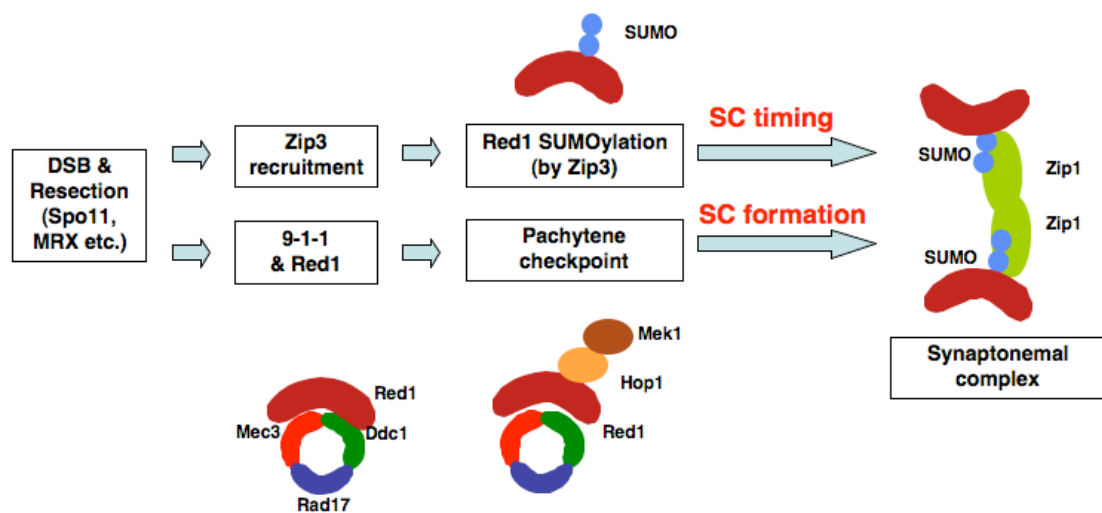 SUMO
DSB &
Resection
(Spo11,
MRX etc.)
Zip3
recruitment
Red1 SUMOylation
(by Zip3)
SC timing
9-1-1
& Red1
Pachytene
checkpoint
SC formation
SUMO
Zip1
Zip1
SUMO
Synaptonemal
complex
Red1
Mec3
Ddc1
Rad17
Mek1
Hop1
Red1